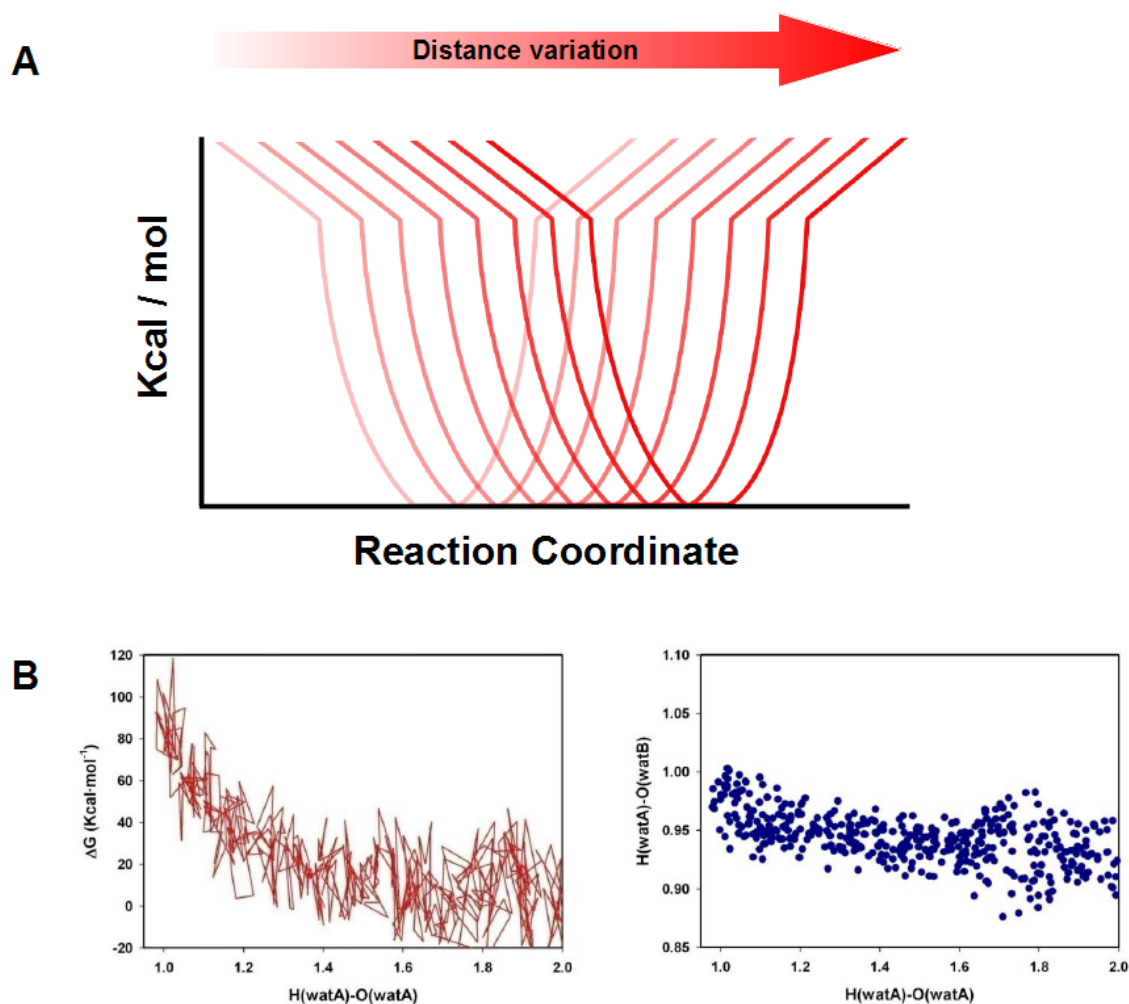 A
Distance variation
Kcal / mol
Reaction Coordinate
B
120
100
80
60
40
20
0
-20
ΔG (Kcal·mol⁻¹)
1.0 1.2 1.4 1.6 1.8 2.0
H(watA)-O(watA)
1.10
1.05
1.00
0.95
0.90
0.85
H(watA)-O(watB)
1.0 1.2 1.4 1.6 1.8 2.0
H(watA)-O(watA)